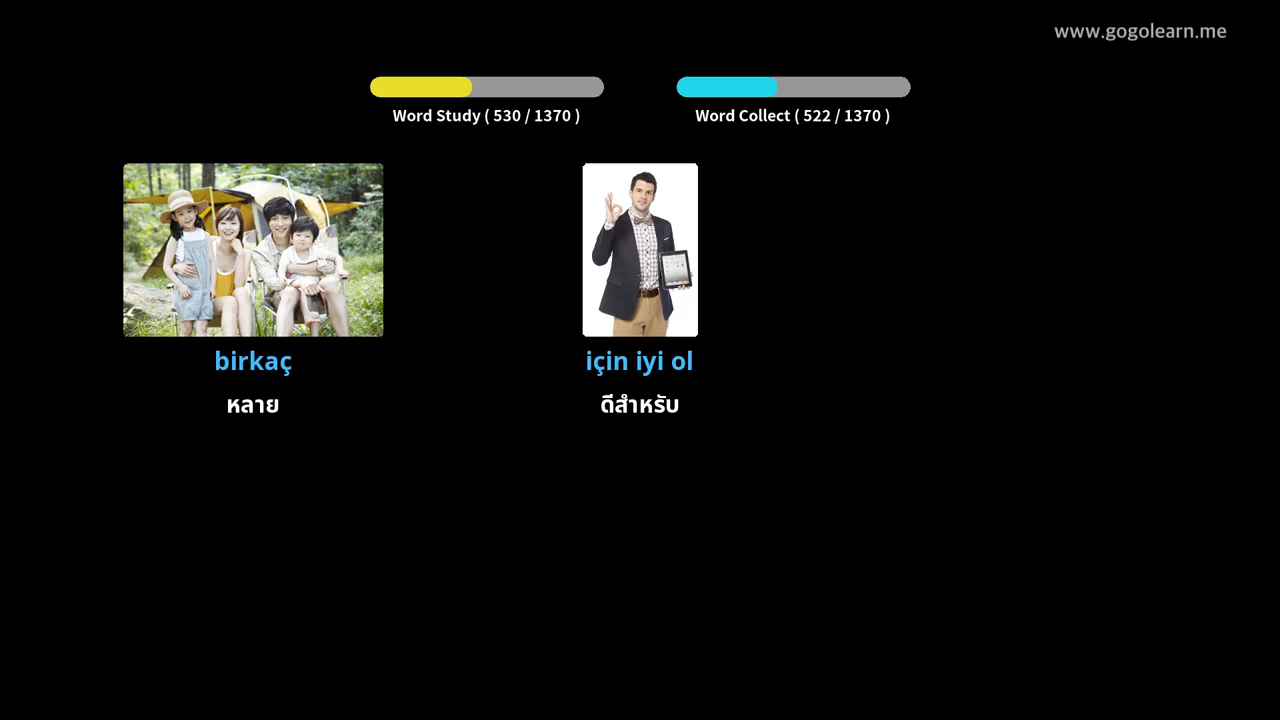 www.gogolearn.me
Word Study ( 530 / 1370 )
Word Collect ( 522 / 1370 )
birkaç
için iyi ol
หลาย
ดีสำหรับ